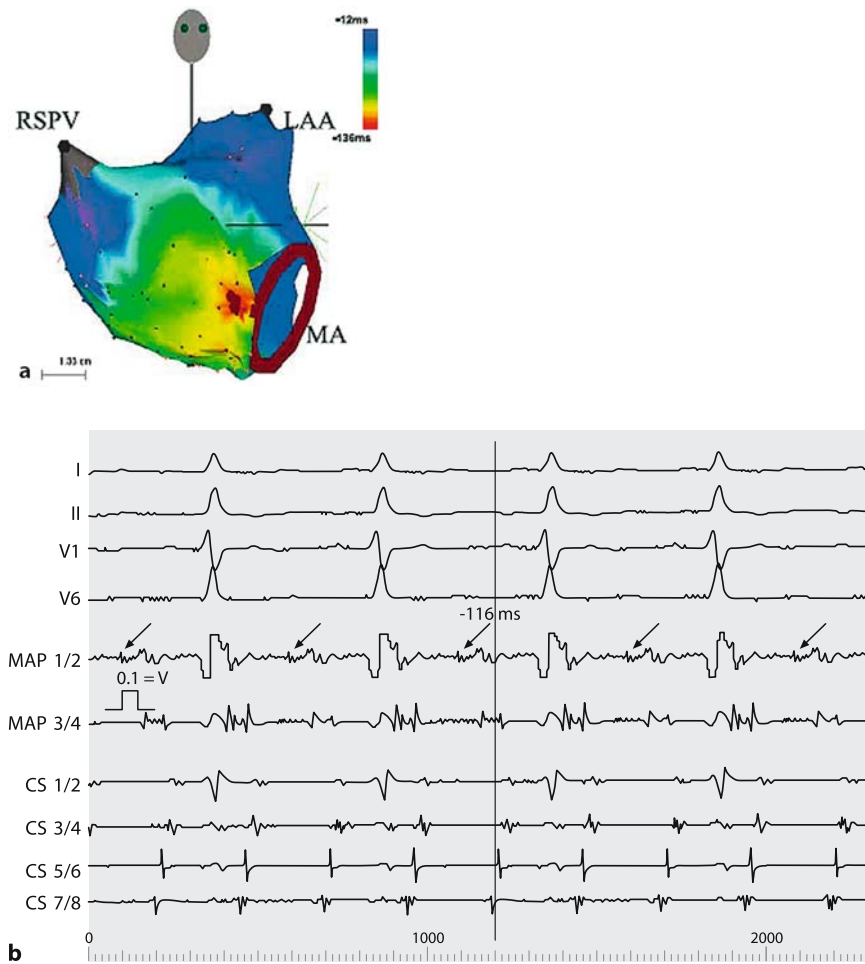 -12ms
RSPV
LAA
-136ms
MA
1.33 cm
a
I
II
V1
V6
-116 ms
MAP 1/2
0.1 = V
MAP 3/4
CS 1/2
CS 3/4
CS 5/6
CS 7/8
0 1000 2000
b